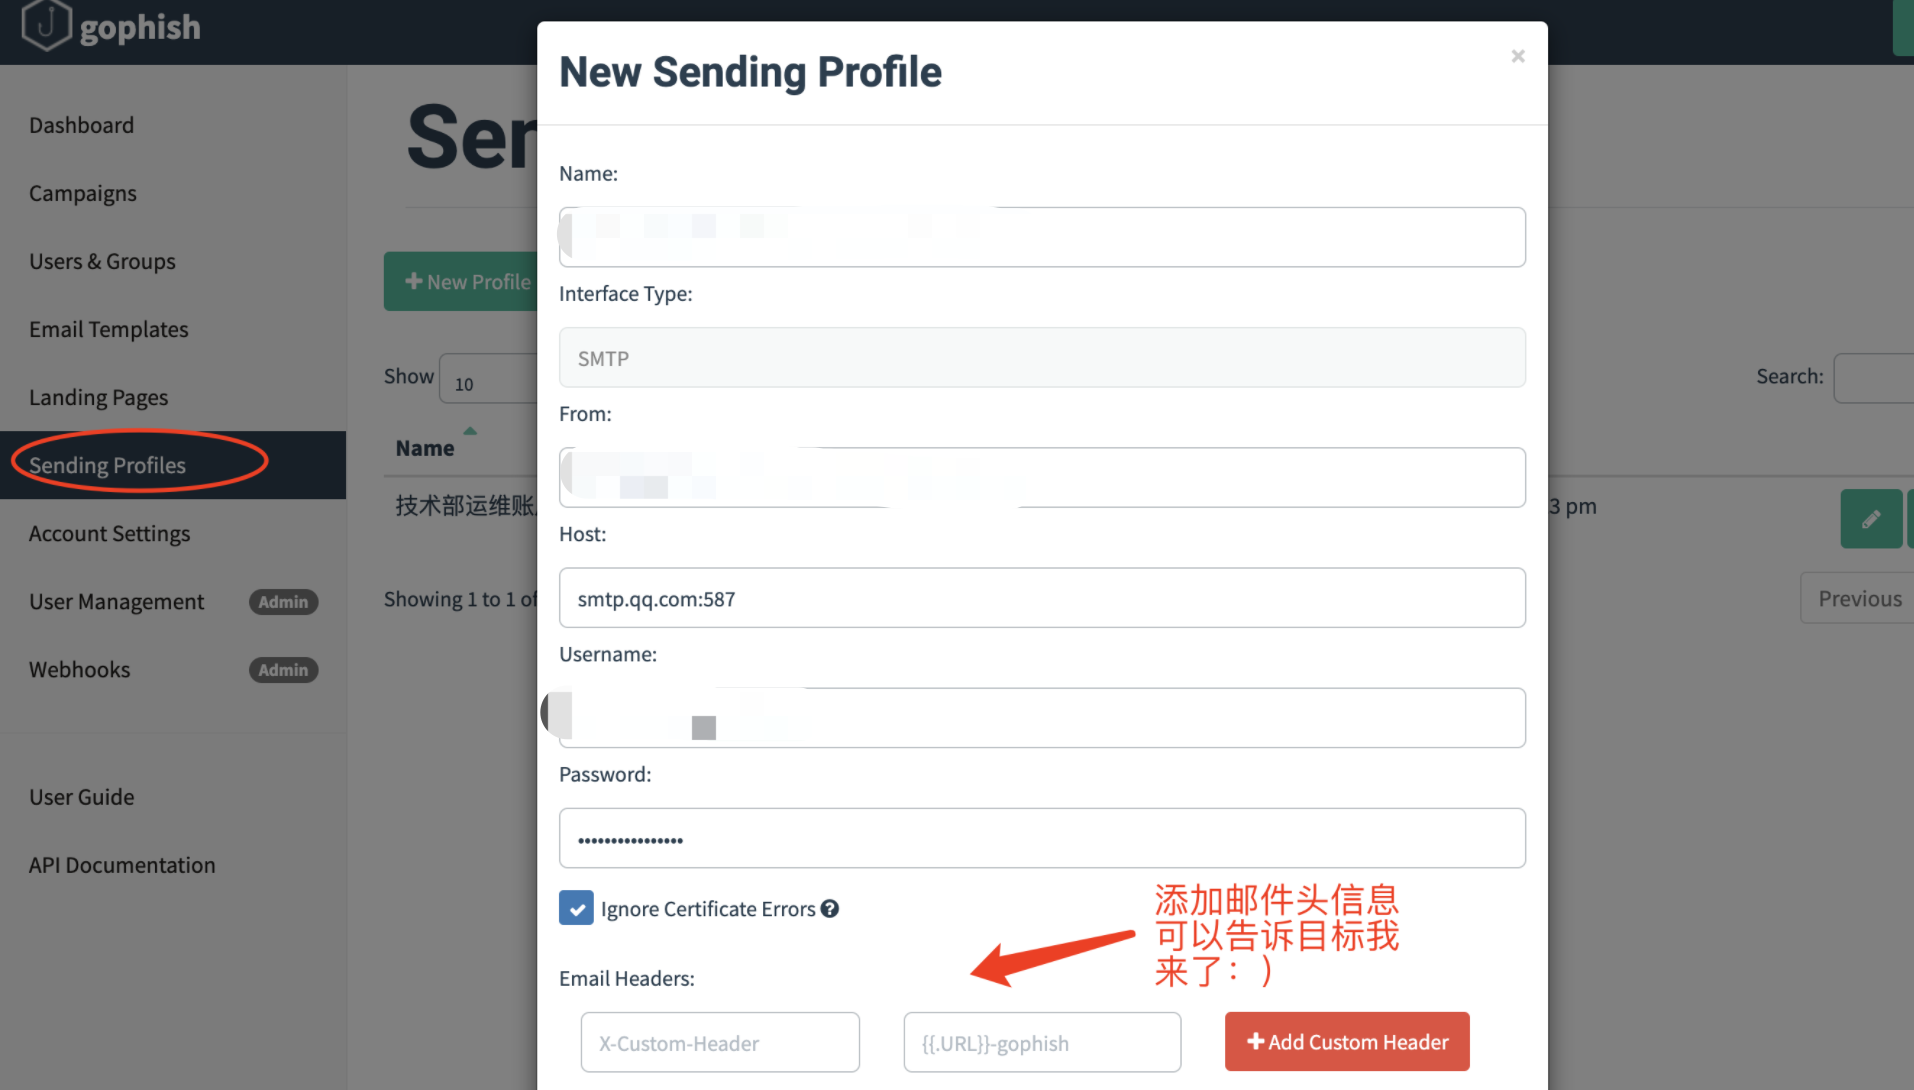 gophish
New Sending Profile
×
Dashboard
Campaigns
Users & Groups
Email Templates
Landing Pages
Sending Profiles
Account Settings
User Management Admin
Webhooks Admin
User Guide
API Documentation
Sen
New Profile
Show 10
Search:
Name
技术部运维账
3 pm
Showing 1 to 1 of
Previous
Name:
Interface Type:
SMTP
From:
Host:
smtp.qq.com:587
Username:
Password:
••••••••••••••••
Ignore Certificate Errors
添加邮件头信息
可以告诉目标我
来了：)
Email Headers:
X-Custom-Header
{{.URL}}-gophish
Add Custom Header